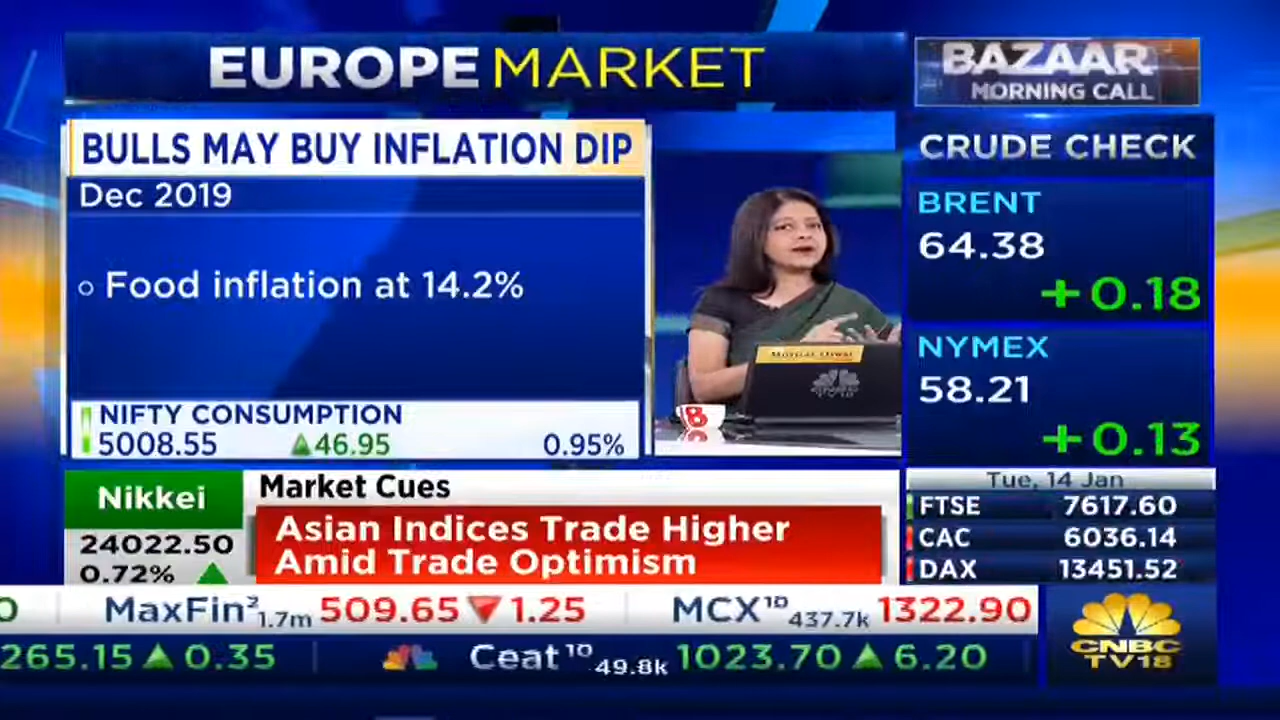 EUROPE MARKET
BAZAAR
MORNING CALL
BULLS MAY BUY INFLATION DIP
Dec 2019
Food inflation at 14.2%
NIFTY CONSUMPTION
5008.55 ▲46.95 0.95%
CRUDE CHECK
BRENT
64.38
+0.18
NYMEX
58.21
+0.13
Tue, 14 Jan
FTSE 7617.60
CAC 6036.14
DAX 13451.52
Nikkei
24022.50
0.72% ▲
Market Cues
Asian Indices Trade Higher
Amid Trade Optimism
0 MaxFin² 1.7m 509.65 ▼ 1.25 MCX¹⁰ 437.7k 1322.90
265.15 ▲ 0.35 Ceat¹⁰ 49.8k 1023.70 ▲ 6.20
CNBC
TV18